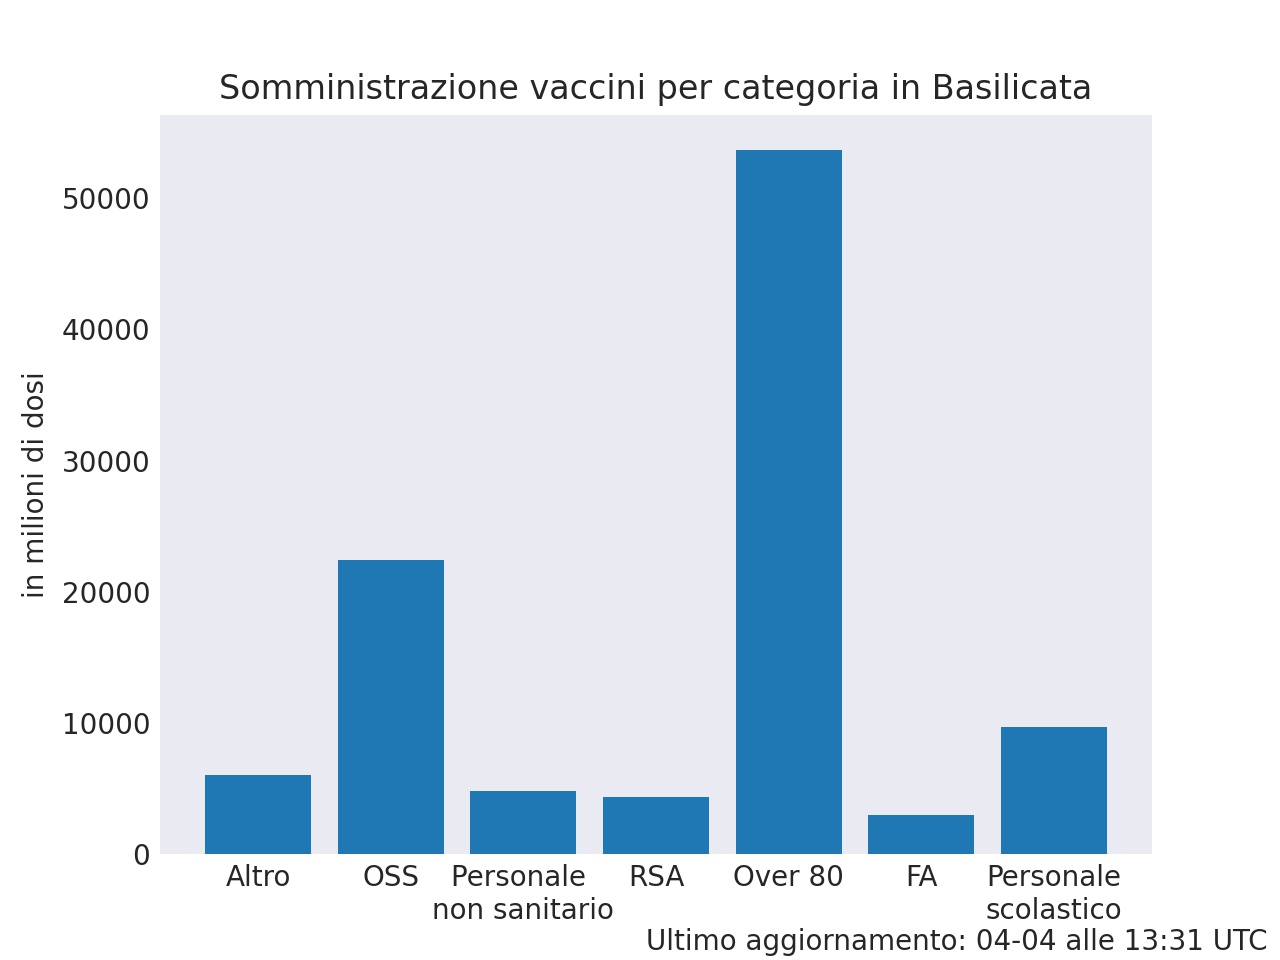 Somministrazione vaccini per categoria in Basilicata
in milioni di dosi
50000
40000
30000
20000
10000
0
Altro
OSS
Personale
non sanitario
RSA
Over 80
FA
Personale
scolastico
Ultimo aggiornamento: 04-04 alle 13:31 UTC